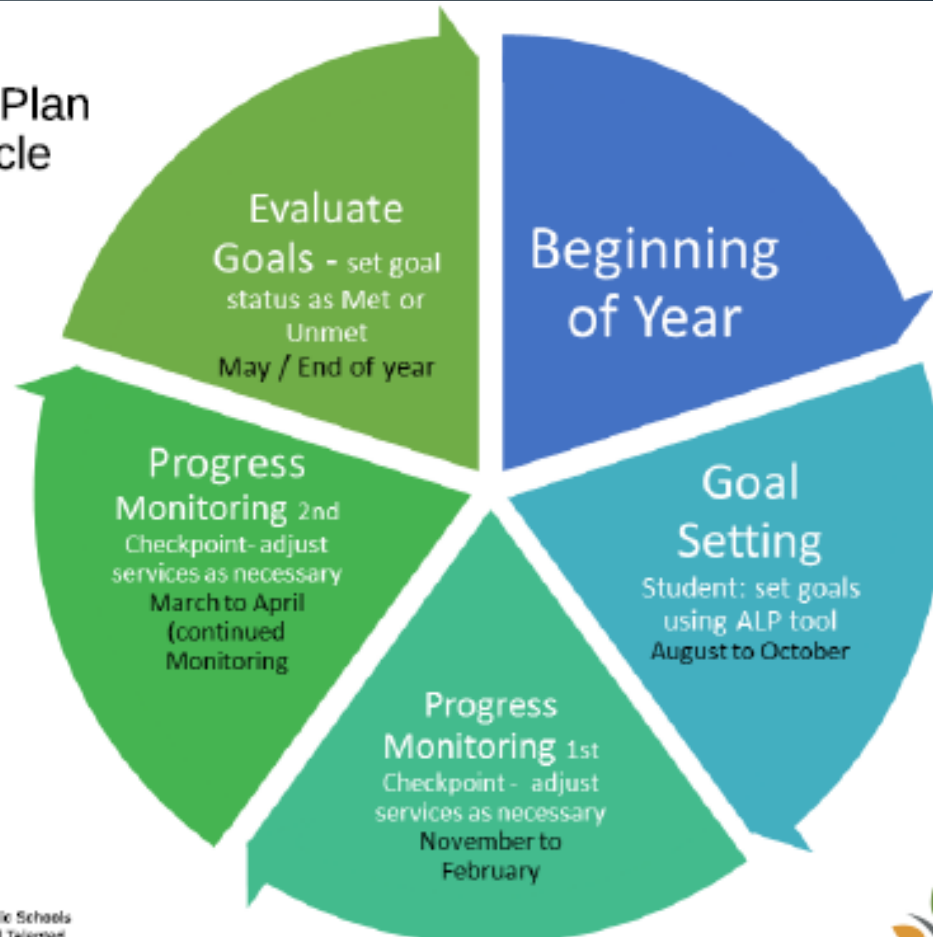 Plan
cle
Beginning
of Year
Goal
Setting
Student: set goals
using ALP tool
August to October
Progress
Monitoring 1st
Checkpoint - adjust
services as necessary
November to
February
Progress
Monitoring 2nd
Checkpoint- adjust
services as necessary
March to April
(continued
Monitoring
Evaluate
Goals - set goal
status as Met or
Unmet
May / End of year
ic Schools
Talented